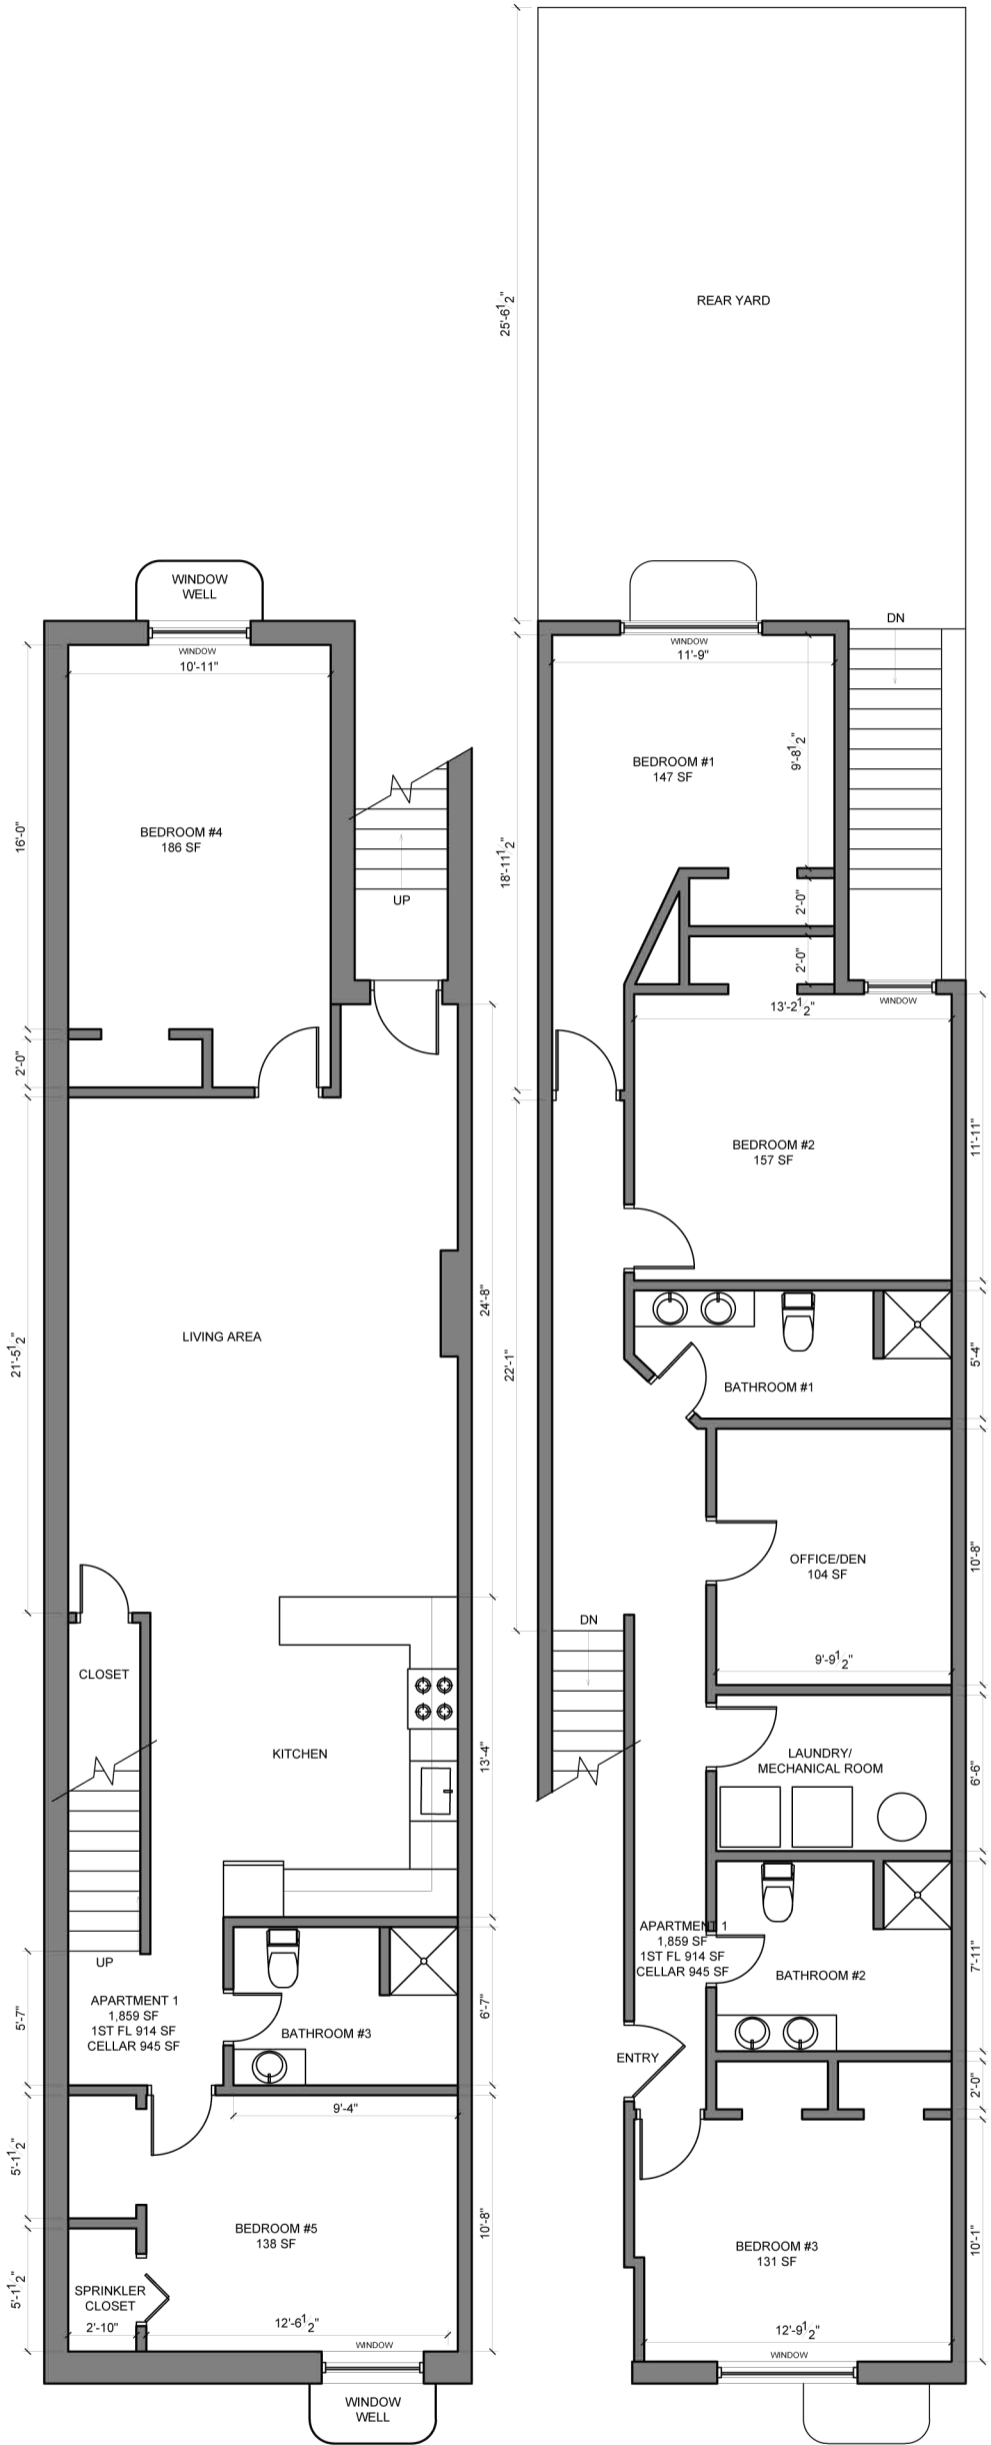 REAR YARD
25'-6 1/2"
WINDOW
WELL
WINDOW
10'-11"
BEDROOM #4
186 SF
16'-0"
2'-0"
UP
LIVING AREA
21'-5 1/2"
24'-8"
CLOSET
KITCHEN
13'-4"
UP
5'-7"
APARTMENT 1
1,859 SF
1ST FL 914 SF
CELLAR 945 SF
BATHROOM #3
6'-7"
9'-4"
5'-1 1/2"
BEDROOM #5
138 SF
10'-8"
5'-1 1/2"
SPRINKLER
CLOSET
2'-10"
12'-6 1/2"
WINDOW
WINDOW
WELL
DN
WINDOW
11'-9"
BEDROOM #1
147 SF
9'-8 1/2"
18'-11 1/2"
2'-0"
2'-0"
WINDOW
13'-2 1/2"
BEDROOM #2
157 SF
11'-11"
22'-1"
BATHROOM #1
5'-4"
OFFICE/DEN
104 SF
10'-8"
9'-9 1/2"
DN
LAUNDRY/
MECHANICAL ROOM
6'-6"
APARTMENT 1
1,859 SF
1ST FL 914 SF
CELLAR 945 SF
BATHROOM #2
7'-11"
ENTRY
2'-0"
BEDROOM #3
131 SF
10'-1"
12'-9 1/2"
WINDOW